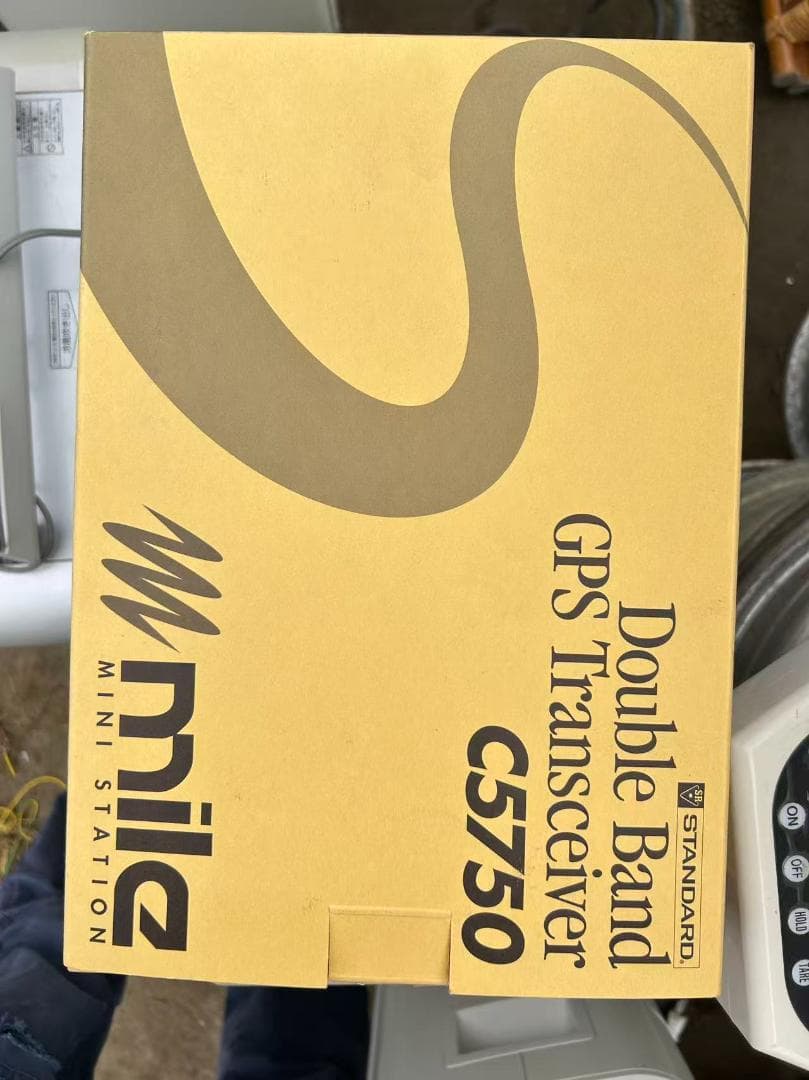 STANDARD.
Double Band
GPS Transceiver
C5750
mile
MINI STATION
ON
OFF
HOLD
TARE